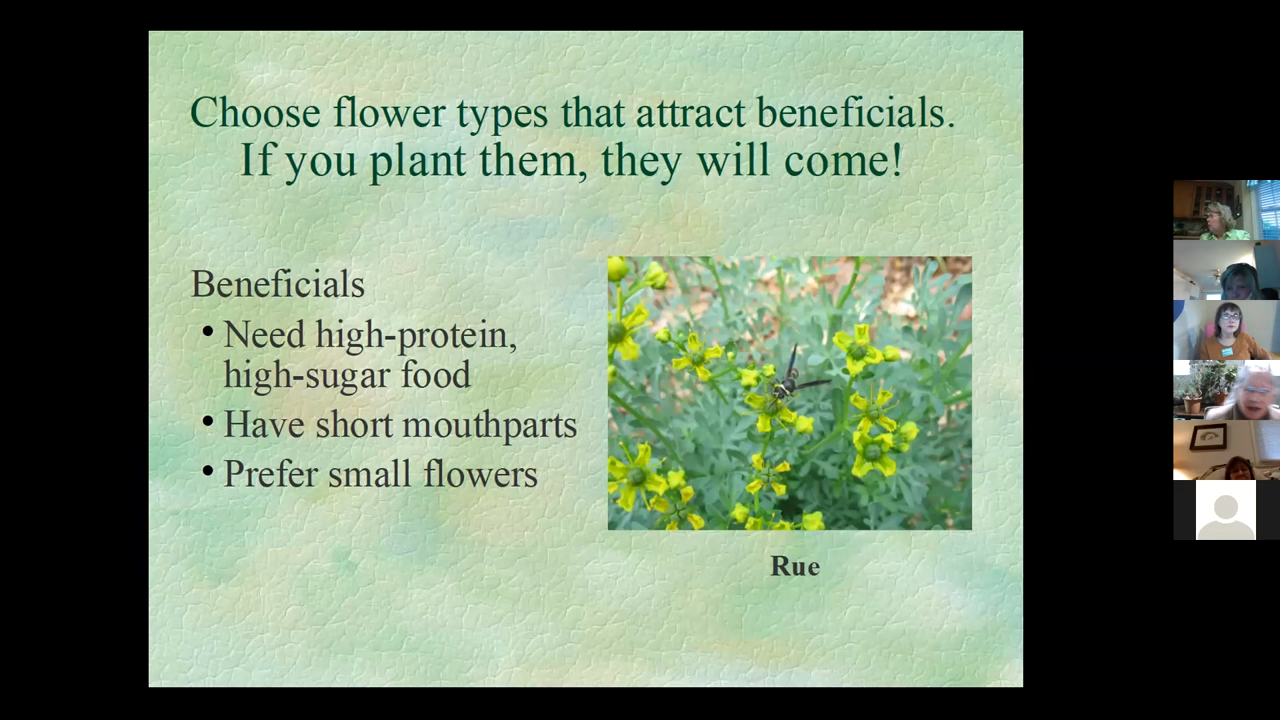 Choose flower types that attract beneficials.
If you plant them, they will come!
Beneficials
• Need high-protein,
high-sugar food
• Have short mouthparts
• Prefer small flowers
Rue